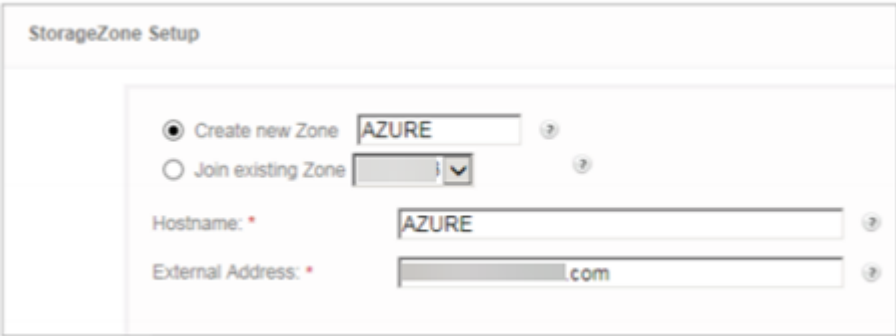 StorageZone Setup
Create new Zone AZURE ?
Join existing Zone ?
Hostname: * AZURE ?
External Address: * .com ?